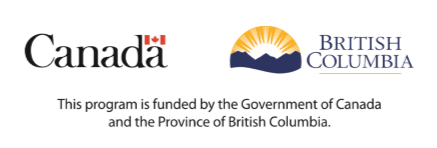 Canada
BRITISH
COLUMBIA
This program is funded by the Government of Canada
and the Province of British Columbia.